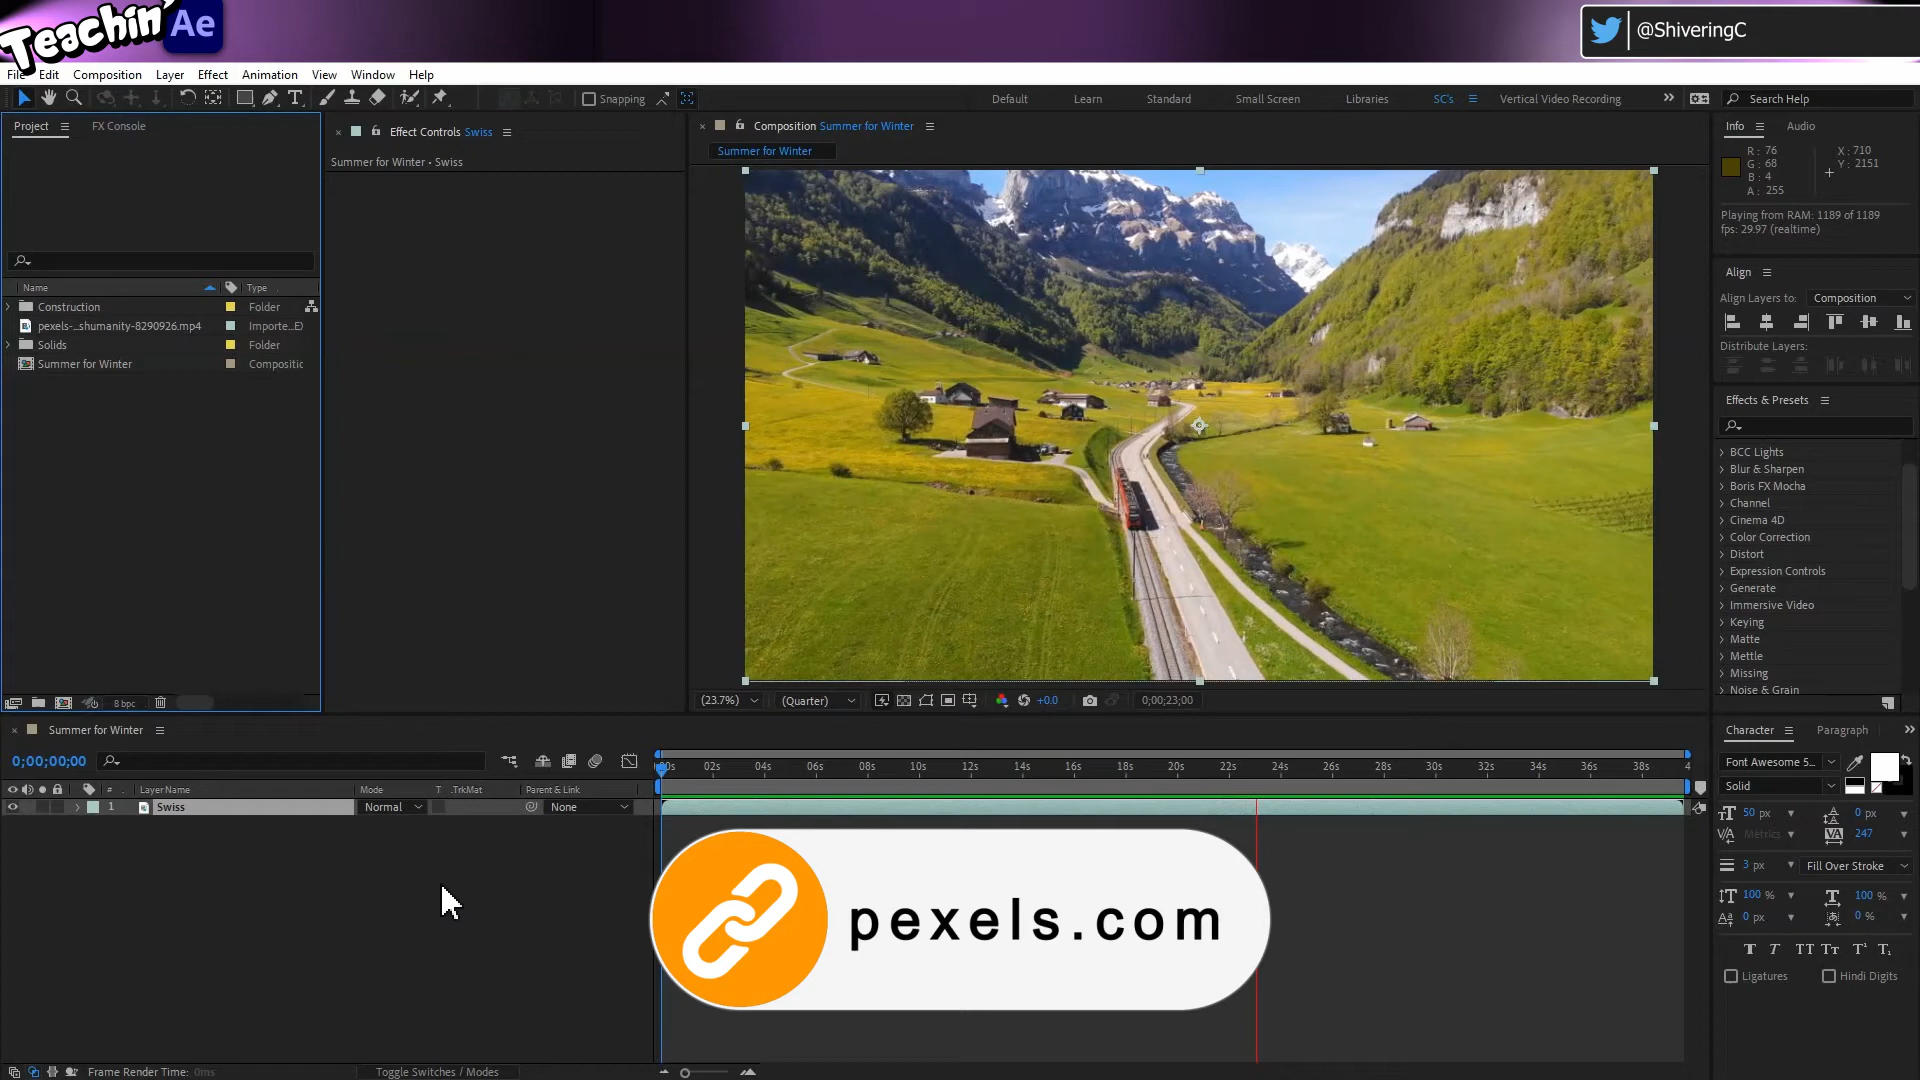 Teachin' Ae
@ShiveringC
File Edit Composition Layer Effect Animation View Window Help
Snapping
Default Learn Standard Small Screen Libraries SC's Vertical Video Recording Search Help
Project FX Console
Effect Controls Swiss
Composition Summer for Winter
Info Audio
Summer for Winter
Summer for Winter • Swiss
R: 76
G: 68
B: 4
A: 255
X: 710
Y: 2151
Playing from RAM: 1189 of 1189
fps: 29.97 (realtime)
Align
Align Layers to: Composition
Distribute Layers:
Name Type
Construction Folder
pexels-...shumanity-8290926.mp4 Importe...E
Solids Folder
Summer for Winter Compositic
Effects & Presets
BCC Lights
Blur & Sharpen
Boris FX Mocha
Channel
Cinema 4D
Color Correction
Distort
Expression Controls
Generate
Immersive Video
Keying
Matte
Mettle
Missing
Noise & Grain
8 bpc
(23.7%) (Quarter) +0.0 0;00;23;00
Summer for Winter
0;00;00;00
00s 02s 04s 06s 08s 10s 12s 14s 16s 18s 20s 22s 24s 26s 28s 30s 32s 34s 36s 38s 4
# Layer Name Mode T .TrkMat Parent & Link
1 Swiss Normal None
pexels.com
Character Paragraph
Font Awesome 5...
Solid
50 px 0 px
Metrics 247
3 px Fill Over Stroke
100 % 100 %
0 px 0 %
T T TT Tт T¹ T₁
Ligatures Hindi Digits
Frame Render Time: 0ms Toggle Switches / Modes